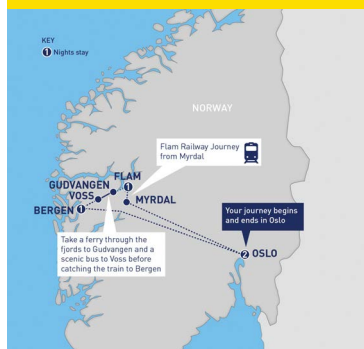 KEY
1 Nights stay
NORWAY
Flam Railway Journey
from Myrdal
FLAM
1
GUDVANGEN
VOSS
MYRDAL
BERGEN 1
Your journey begins
and ends in Oslo
2 OSLO
Take a ferry through the
fjords to Gudvangen and a
scenic bus to Voss before
catching the train to Bergen